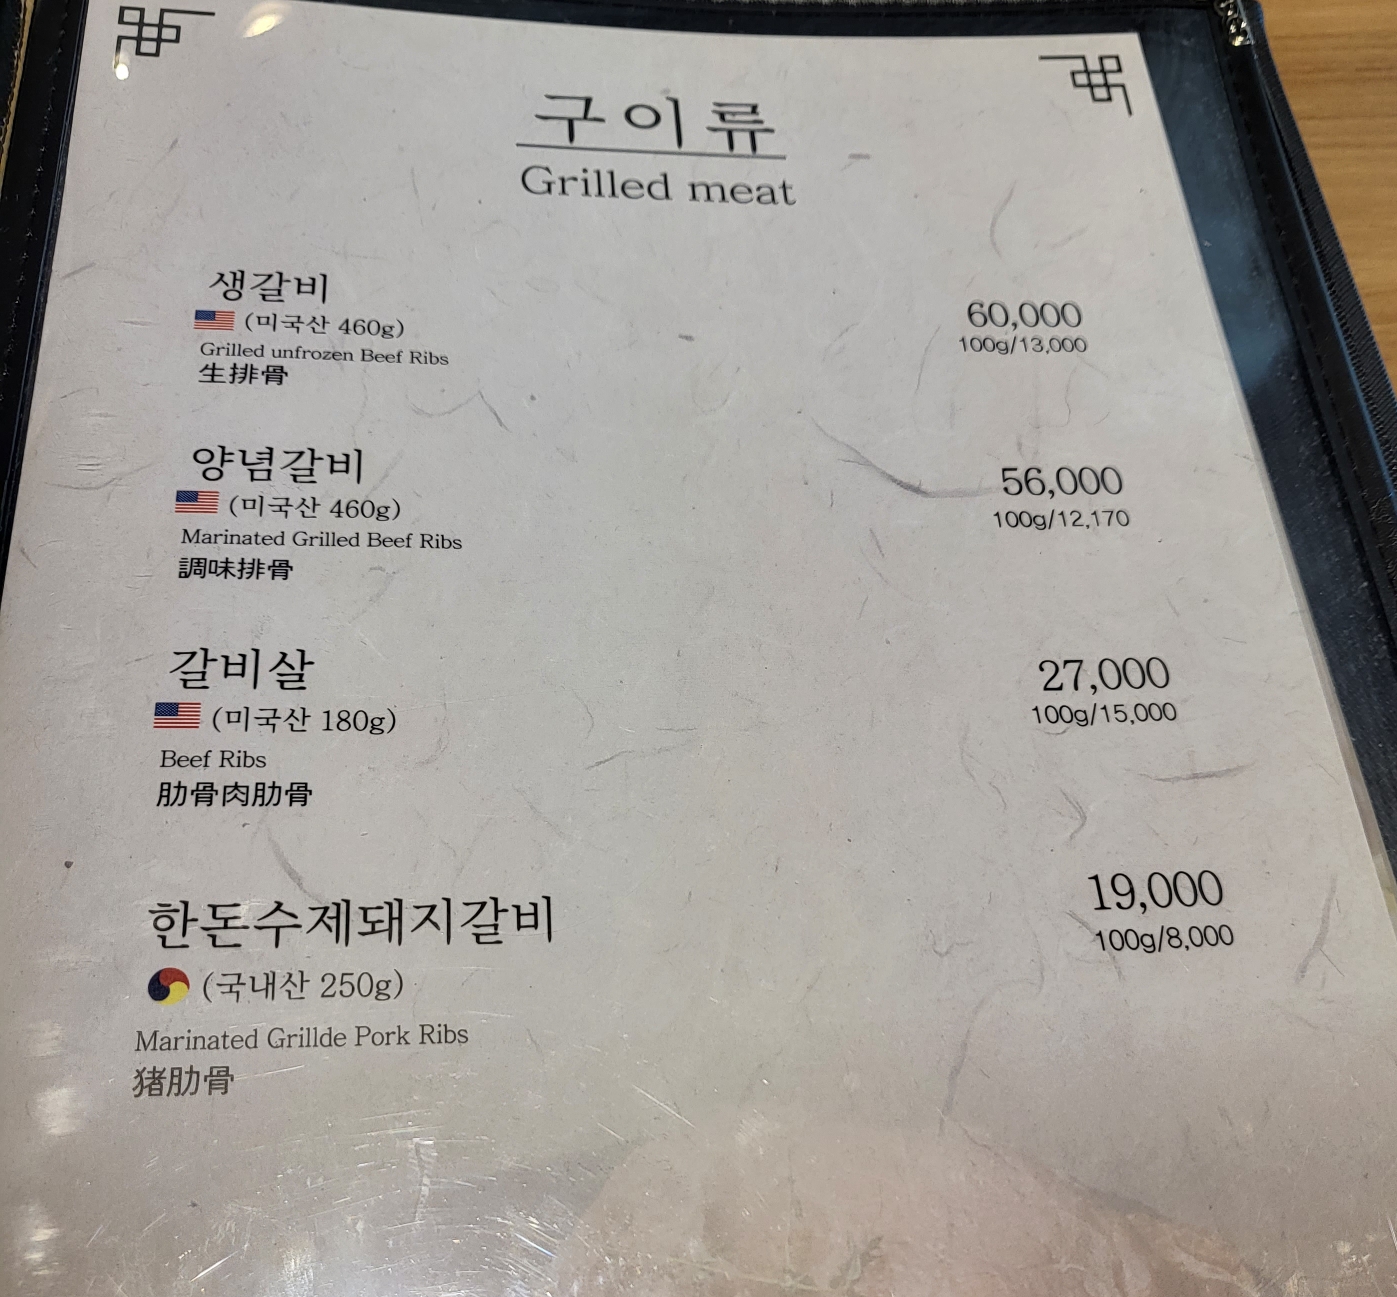 구이류
Grilled meat
생갈비
(미국산 460g)
Grilled unfrozen Beef Ribs
生排骨
60,000
100g/13,000
양념갈비
(미국산 460g)
Marinated Grilled Beef Ribs
調味排骨
56,000
100g/12,170
갈비살
(미국산 180g)
Beef Ribs
肋骨肉肋骨
27,000
100g/15,000
한돈수제돼지갈비
(국내산 250g)
Marinated Grillde Pork Ribs
猪肋骨
19,000
100g/8,000